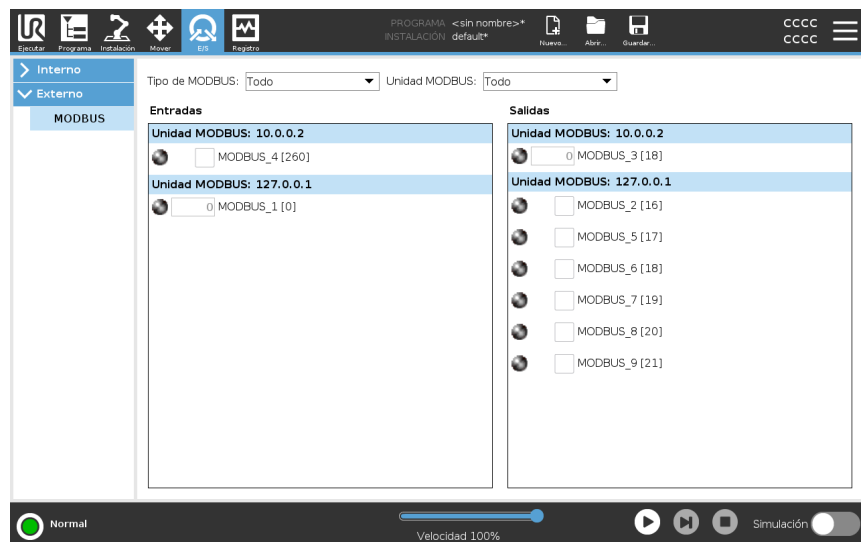 PROGRAMA <sin nombre>*
INSTALACIÓN default*
CCCC
CCCC
Ejecutar Programa Instalación Mover E/S Registro Nuevo... Abrir... Guardar...
Interno
Externo
MODBUS
Tipo de MODBUS: Todo Unidad MODBUS: Todo
Entradas
Unidad MODBUS: 10.0.0.2
MODBUS_4 [260]
Unidad MODBUS: 127.0.0.1
0 MODBUS_1 [0]
Salidas
Unidad MODBUS: 10.0.0.2
0 MODBUS_3 [18]
Unidad MODBUS: 127.0.0.1
MODBUS_2 [16]
MODBUS_5 [17]
MODBUS_6 [18]
MODBUS_7 [19]
MODBUS_8 [20]
MODBUS_9 [21]
Normal
Velocidad 100%
Simulación